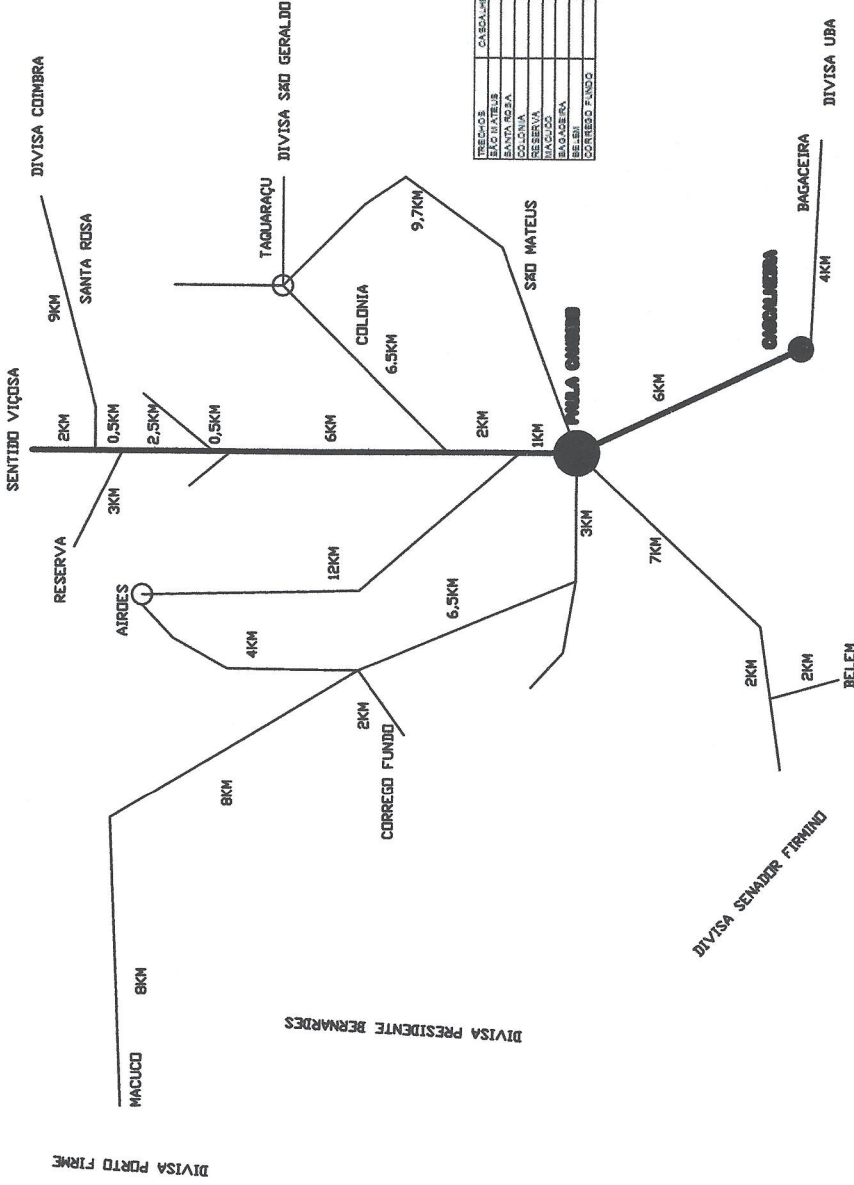 SENTIDO VIÇOSA
DIVISA COIMBRA
9KM
SANTA ROSA
2KM
0,5KM
2,5KM
0,5KM
RESERVA
3KM
TAQUARAÇU
DIVISA SÃO GERALDO
AIROES
COLONIA
6.5KM
9,7KM
6KM
12KM
2KM
1KM
SÃO MATEUS
4KM
6,5KM
PAULA CANDIDO
3KM
2KM
CORREGO FUNDO
8KM
8KM
MACUCO
DIVISA PORTO FIRME
DIVISA PRESIDENTE BERNARDES
7KM
6KM
CASCALHEIRA
BAGACEIRA
4KM
DIVISA UBA
2KM
2KM
BELEM
DIVISA SENADOR FIRMINO
TRECHOS
SÃO MATEUS
SANTA ROSA
COLONIA
RESERVA
MACUCO
BAGACEIRA
BELEM
CORREGO FUNDO